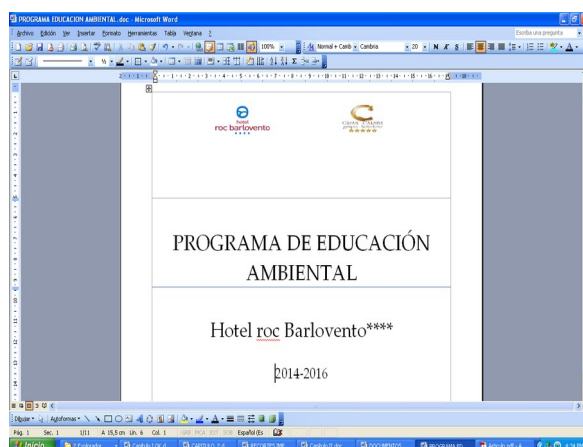 PROGRAMA EDUCACION AMBIENTAL.doc - Microsoft Word
Archivo Edición Ver Insertar Formato Herramientas Tabla Ventana ?
Escriba una pregunta
100%
Normal + Camb
Cambria
20
N K S
hotel
roc barlovento
****
PROGRAMA DE EDUCACIÓN
AMBIENTAL
Hotel roc Barlovento****
2014-2016
Dibujar Autoformas
Pág. 1 Sec. 1 1/11 A 15,5 cm Lín. 6 Col. 1 Español (Es
Inicio